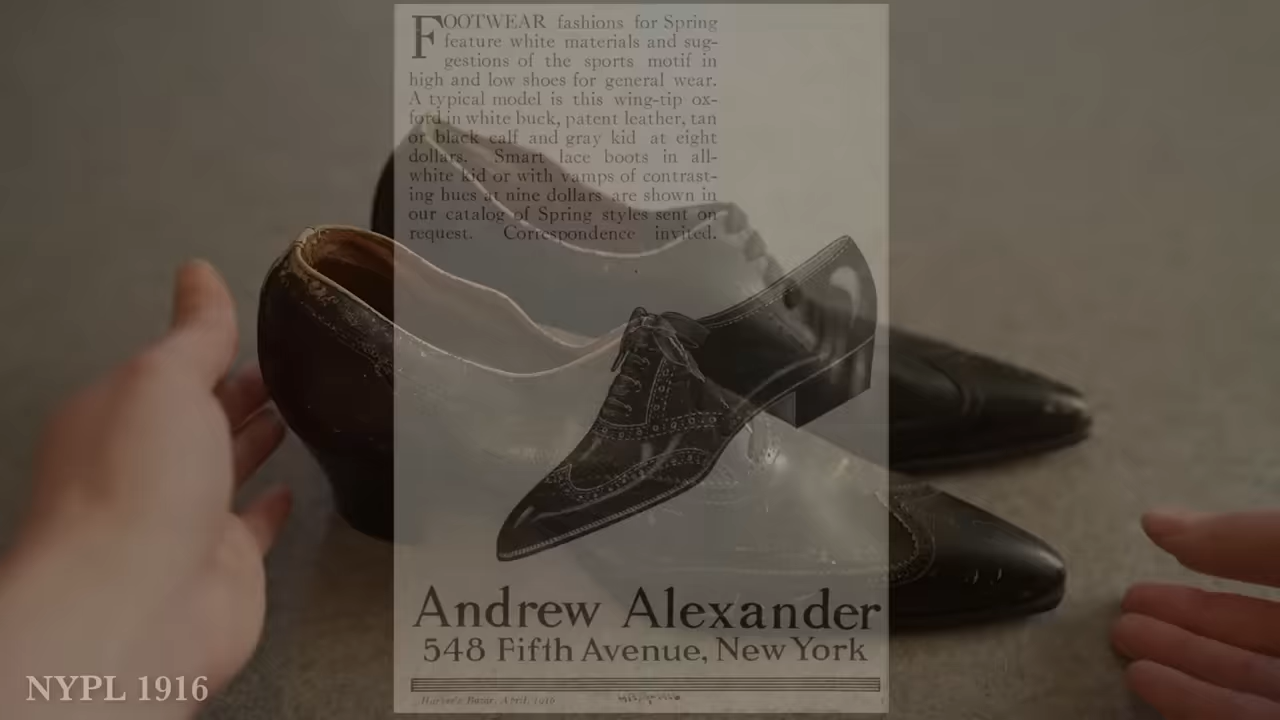 FOOTWEAR fashions for Spring
feature white materials and sug-
gestions of the sports motif in
high and low shoes for general wear.
A typical model is this wing-tip ox-
ford in white buck, patent leather, tan
or black calf and gray kid at eight
dollars. Smart lace boots in all-
white kid or with vamps of contrast-
ing hues at nine dollars are shown in
our catalog of Spring styles sent on
request. Correspondence invited.
Andrew Alexander
548 Fifth Avenue, New York
Harper's Bazar, April, 1916
NYPL 1916